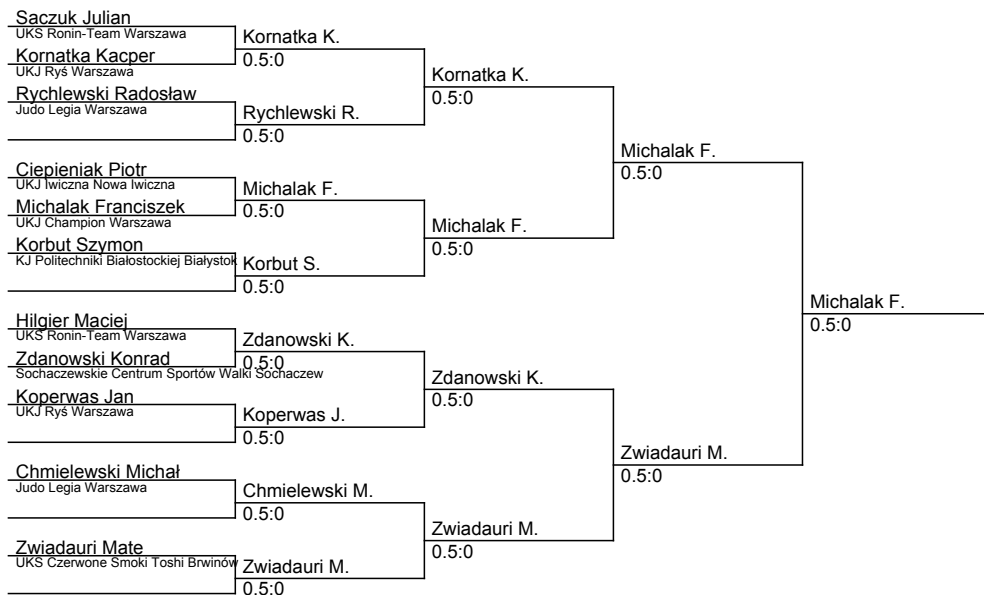 Saczuk Julian
UKS Ronin-Team Warszawa
Kornatka Kacper
UKJ Ryś Warszawa
Rychlewski Radosław
Judo Legia Warszawa
Ciepieniak Piotr
UKJ Iwiczna Nowa Iwiczna
Michalak Franciszek
UKJ Champion Warszawa
Korbut Szymon
KJ Politechniki Białostockiej Białystok
Hilgier Maciej
UKS Ronin-Team Warszawa
Zdanowski Konrad
Sochaczewskie Centrum Sportów Walki Sochaczew
Koperwas Jan
UKJ Ryś Warszawa
Chmielewski Michał
Judo Legia Warszawa
Zwiadauri Mate
UKS Czerwone Smoki Toshi Brwinów
Kornatka K.
0.5:0
Rychlewski R.
0.5:0
Michalak F.
0.5:0
Korbut S.
0.5:0
Zdanowski K.
0.5:0
Koperwas J.
0.5:0
Chmielewski M.
0.5:0
Zwiadauri M.
0.5:0
Kornatka K.
0.5:0
Michalak F.
0.5:0
Zdanowski K.
0.5:0
Zwiadauri M.
0.5:0
Michalak F.
0.5:0
Zwiadauri M.
0.5:0
Michalak F.
0.5:0